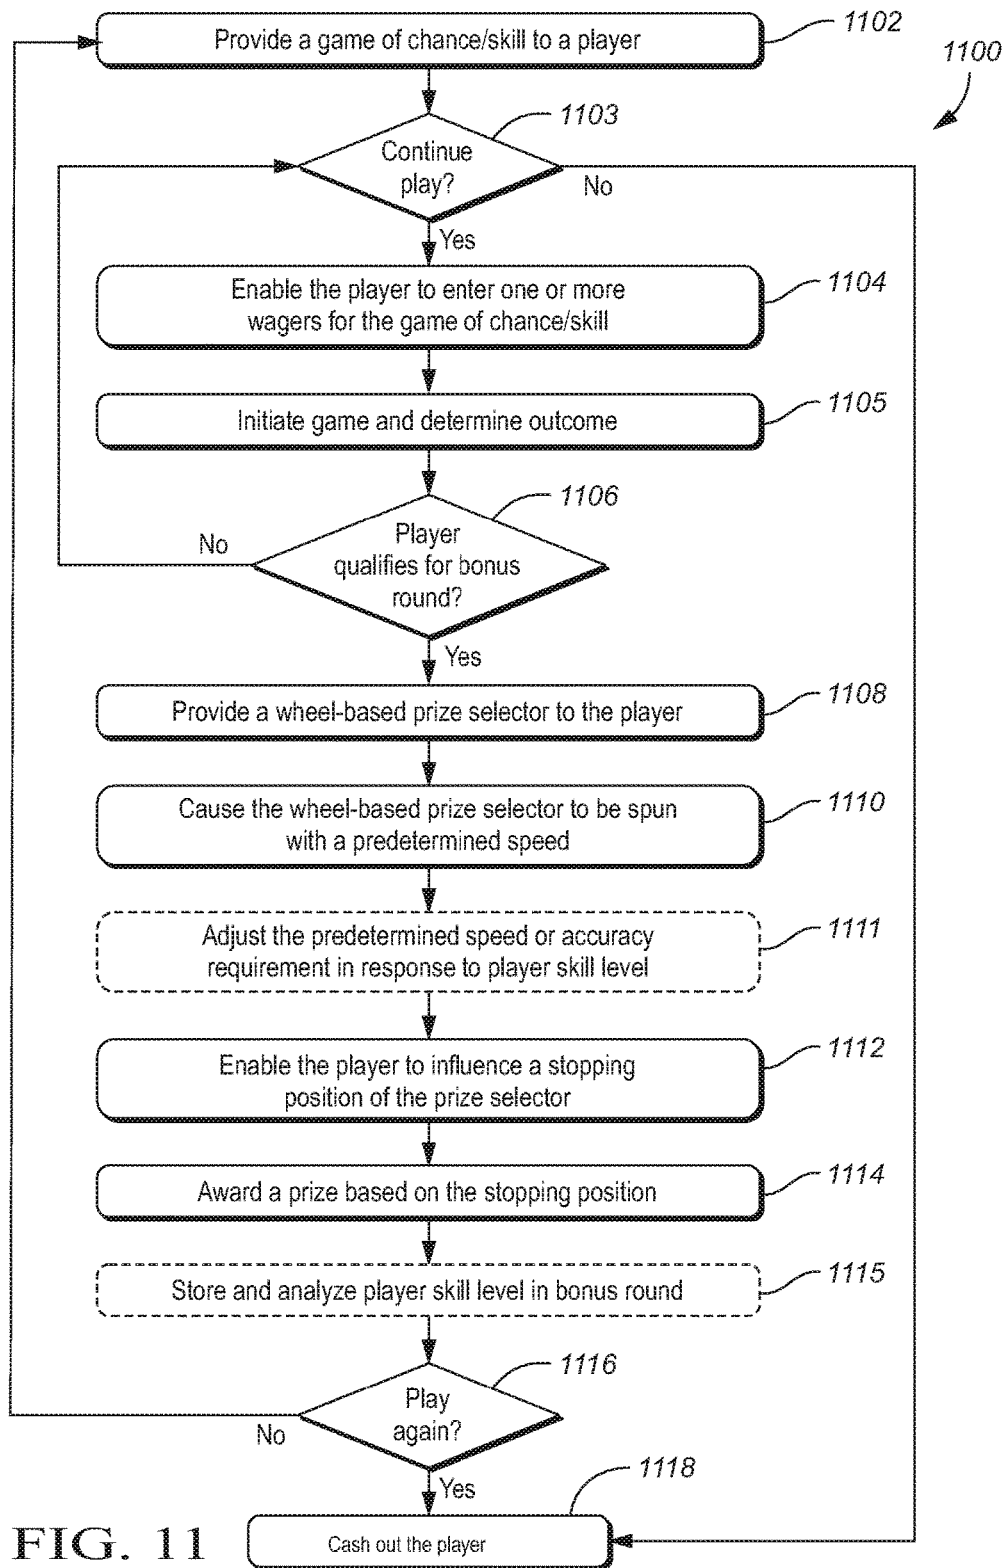 Provide a game of chance/skill to a player
1102
1100
1103
Continue
play?
No
Yes
Enable the player to enter one or more
wagers for the game of chance/skill
1104
Initiate game and determine outcome
1105
1106
Player
qualifies for bonus
round?
No
Yes
Provide a wheel-based prize selector to the player
1108
Cause the wheel-based prize selector to be spun
with a predetermined speed
1110
Adjust the predetermined speed or accuracy
requirement in response to player skill level
1111
Enable the player to influence a stopping
position of the prize selector
1112
Award a prize based on the stopping position
1114
Store and analyze player skill level in bonus round
1115
1116
Play
again?
No
Yes
1118
Cash out the player
FIG. 11